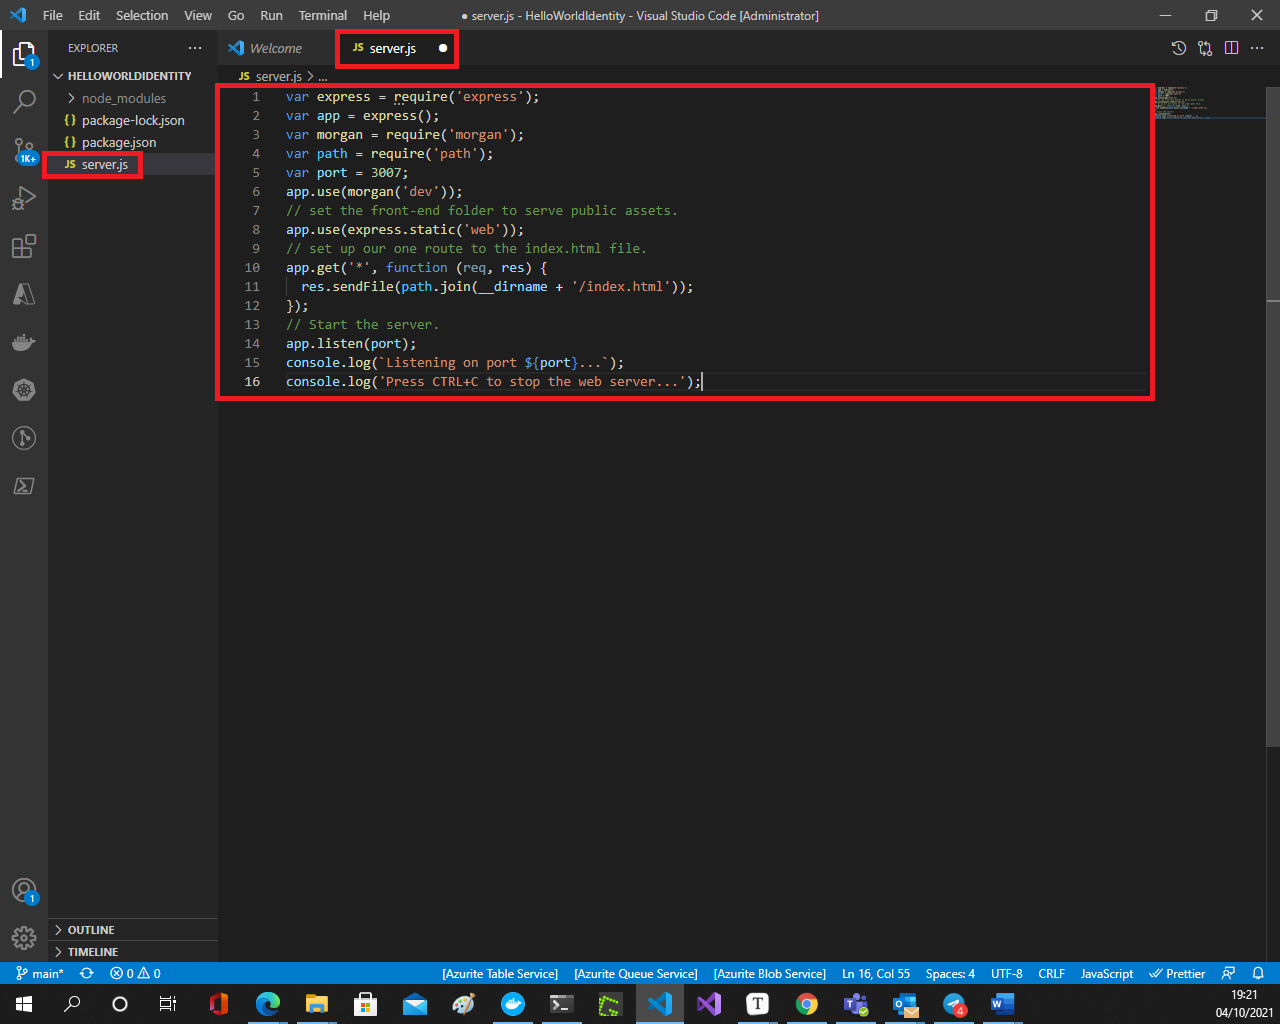 File Edit Selection View Go Run Terminal Help
● server.js - HelloWorldIdentity - Visual Studio Code [Administrator]
EXPLORER ...
Welcome
JS server.js ●
1
HELLOWORLDIDENTITY
node_modules
{} package-lock.json
{} package.json
JS server.js
1K+
JS server.js > ...
1 var express = require('express');
2 var app = express();
3 var morgan = require('morgan');
4 var path = require('path');
5 var port = 3007;
6 app.use(morgan('dev'));
7 // set the front-end folder to serve public assets.
8 app.use(express.static('web'));
9 // set up our one route to the index.html file.
10 app.get('*', function (req, res) {
11 res.sendFile(path.join(__dirname + '/index.html'));
12 });
13 // Start the server.
14 app.listen(port);
15 console.log(`Listening on port ${port}...`);
16 console.log('Press CTRL+C to stop the web server...');
1
OUTLINE
TIMELINE
main* 0 0 [Azurite Table Service] [Azurite Queue Service] [Azurite Blob Service] Ln 16, Col 55 Spaces: 4 UTF-8 CRLF JavaScript Prettier
T
4
19:21
04/10/2021